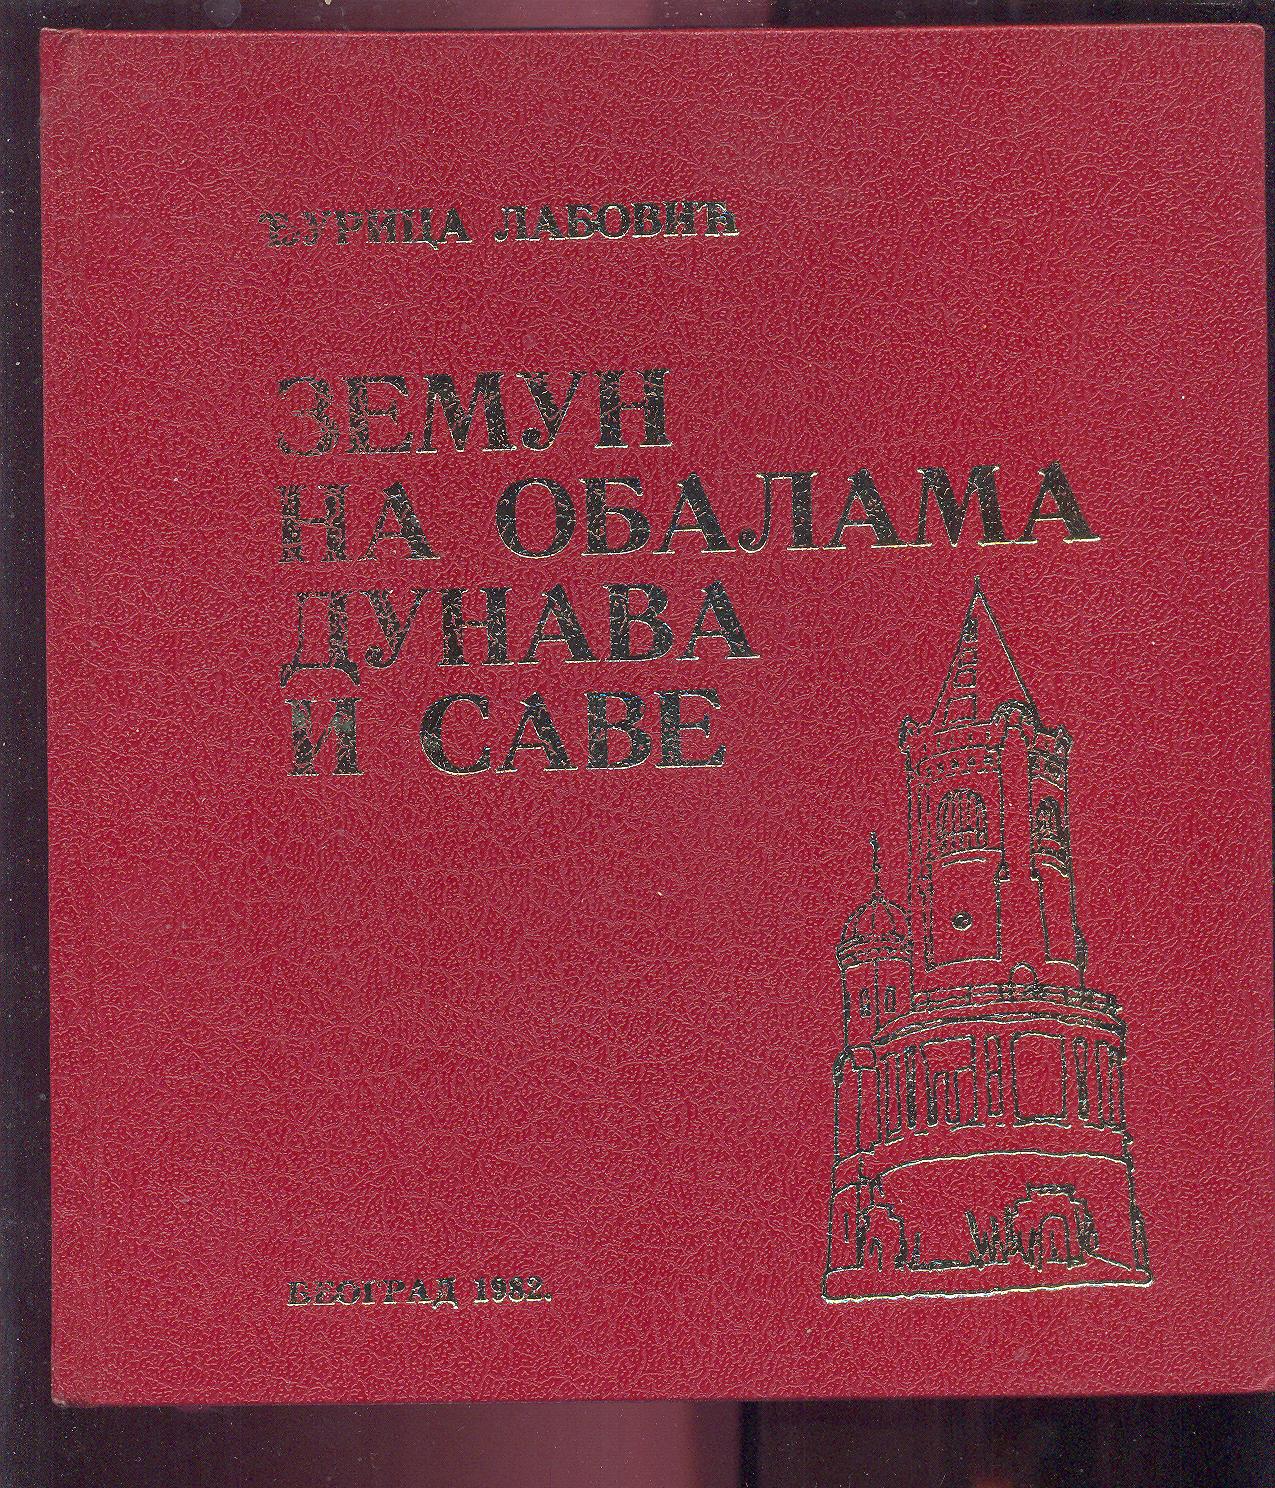 ЂУРИЦА ЛАБОВИЋ
ЗЕМУН
НА ОБАЛАМА
ДУНАВА
И САВЕ
БЕОГРАД 1982.